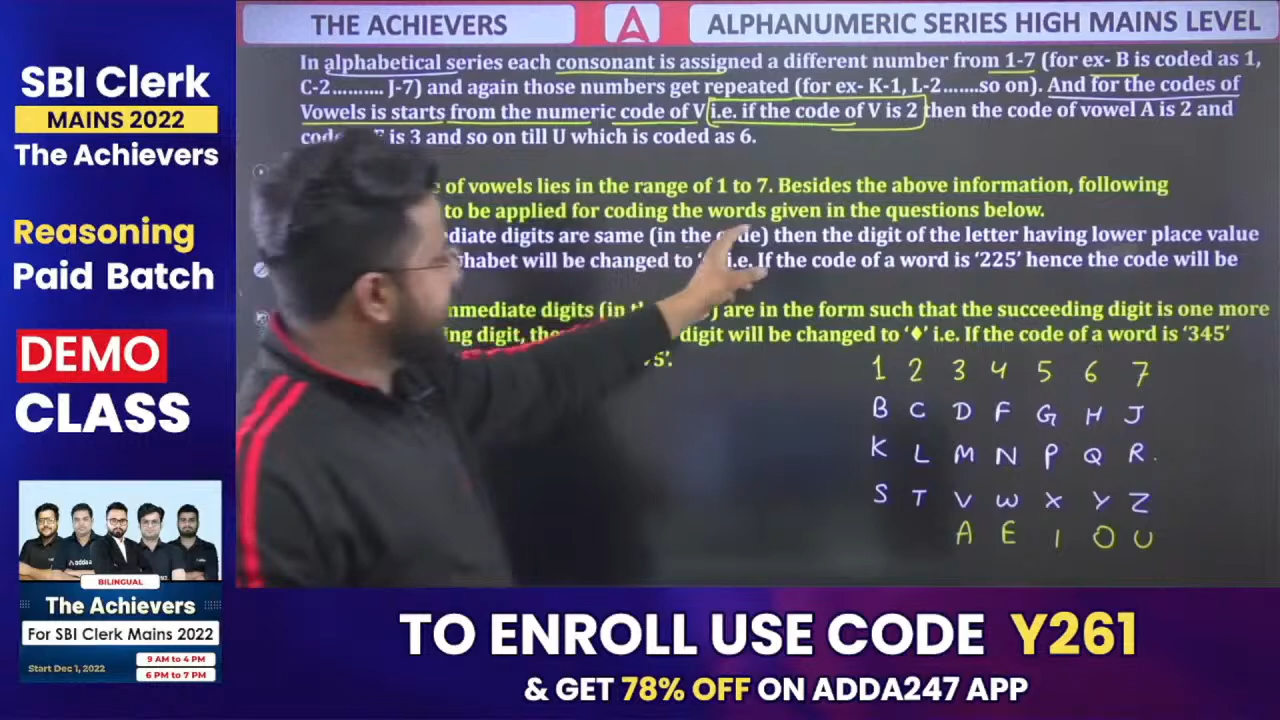 THE ACHIEVERS
ALPHANUMERIC SERIES HIGH MAINS LEVEL
SBI Clerk
MAINS 2022
The Achievers
Reasoning
Paid Batch
DEMO
CLASS
BILINGUAL
The Achievers
For SBI Clerk Mains 2022
Start Dec 1, 2022
9 AM to 4 PM
6 PM to 7 PM
In alphabetical series each consonant is assigned a different number from 1-7 (for ex- B is coded as 1,
C-2.......... J-7) and again those numbers get repeated (for ex- K-1, L-2.......so on). And for the codes of
Vowels is starts from the numeric code of V i.e. if the code of V is 2 then the code of vowel A is 2 and
is 3 and so on till U which is coded as 6.
e of vowels lies in the range of 1 to 7. Besides the above information, following
to be applied for coding the words given in the questions below.
diate digits are same (in the code) then the digit of the letter having lower place value
phabet will be changed to i.e. If the code of a word is '225' hence the code will be
mmediate digits (in are in the form such that the succeeding digit is one more
ng digit, digit will be changed to '♦' i.e. If the code of a word is '345'
1 2 3 4 5 6 7
B C D F G H J
K L M N P Q R.
S T V W X Y Z
A E I O U
TO ENROLL USE CODE Y261
& GET 78% OFF ON ADDA247 APP